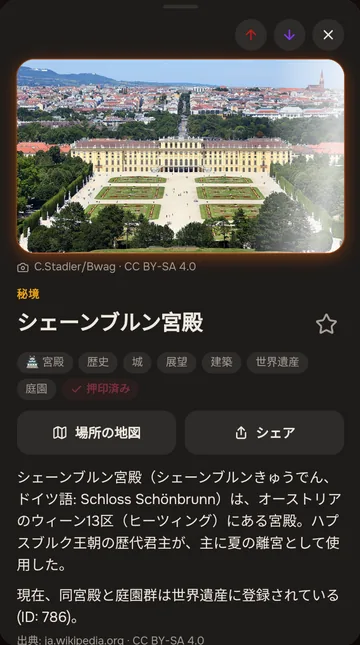 C.Stadler/Bwag · CC BY-SA 4.0
秘境
シェーンブルン宮殿
宮殿
歴史
城
展望
建築
世界遺産
庭園
押印済み
場所の地図
シェア
シェーンブルン宮殿（シェーンブルンきゅうでん、
ドイツ語: Schloss Schönbrunn）は、オーストリア
のウィーン13区（ヒーツィング）にある宮殿。ハプ
スブルク王朝の歴代君主が、主に夏の離宮として使
用した。
現在、同宮殿と庭園群は世界遺産に登録されている
(ID: 786)。
出典: ja.wikipedia.org · CC BY-SA 4.0